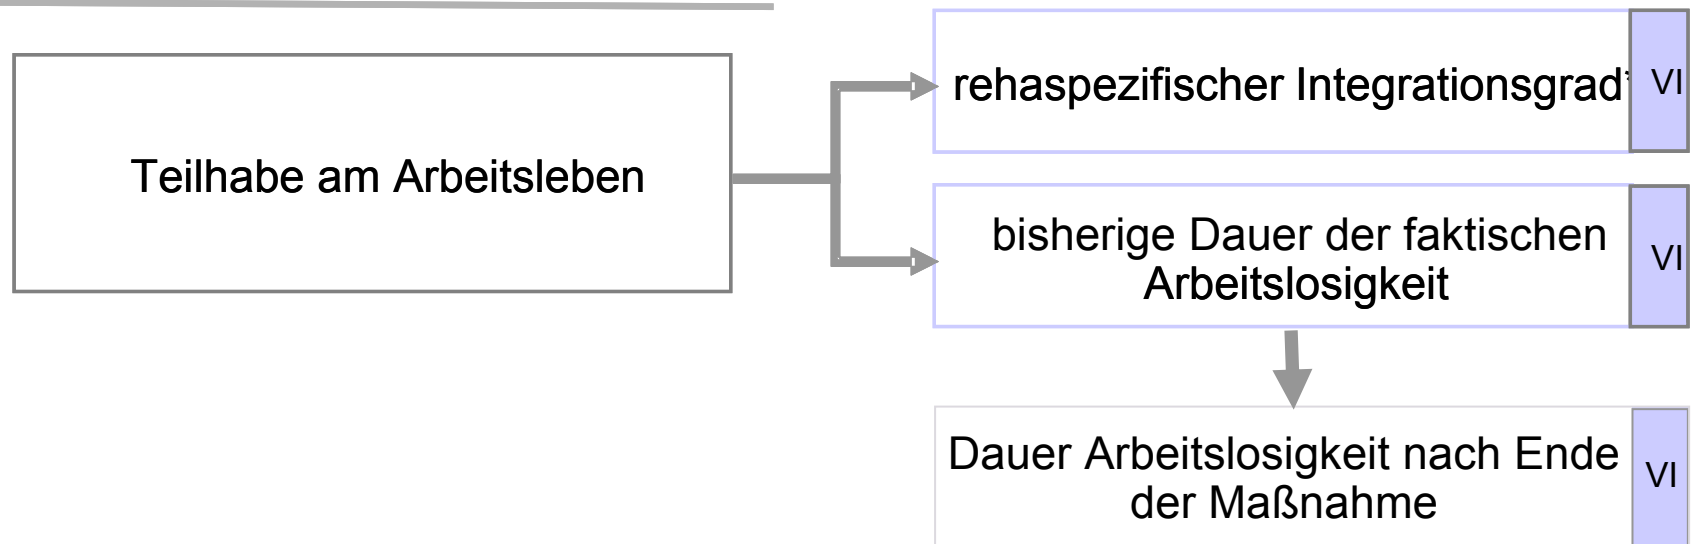 Teilhabe am Arbeitsleben
rehaspezifischer Integrationsgrad*
VI
bisherige Dauer der faktischen
Arbeitslosigkeit
VI
Dauer Arbeitslosigkeit nach Ende
der Maßnahme
VI